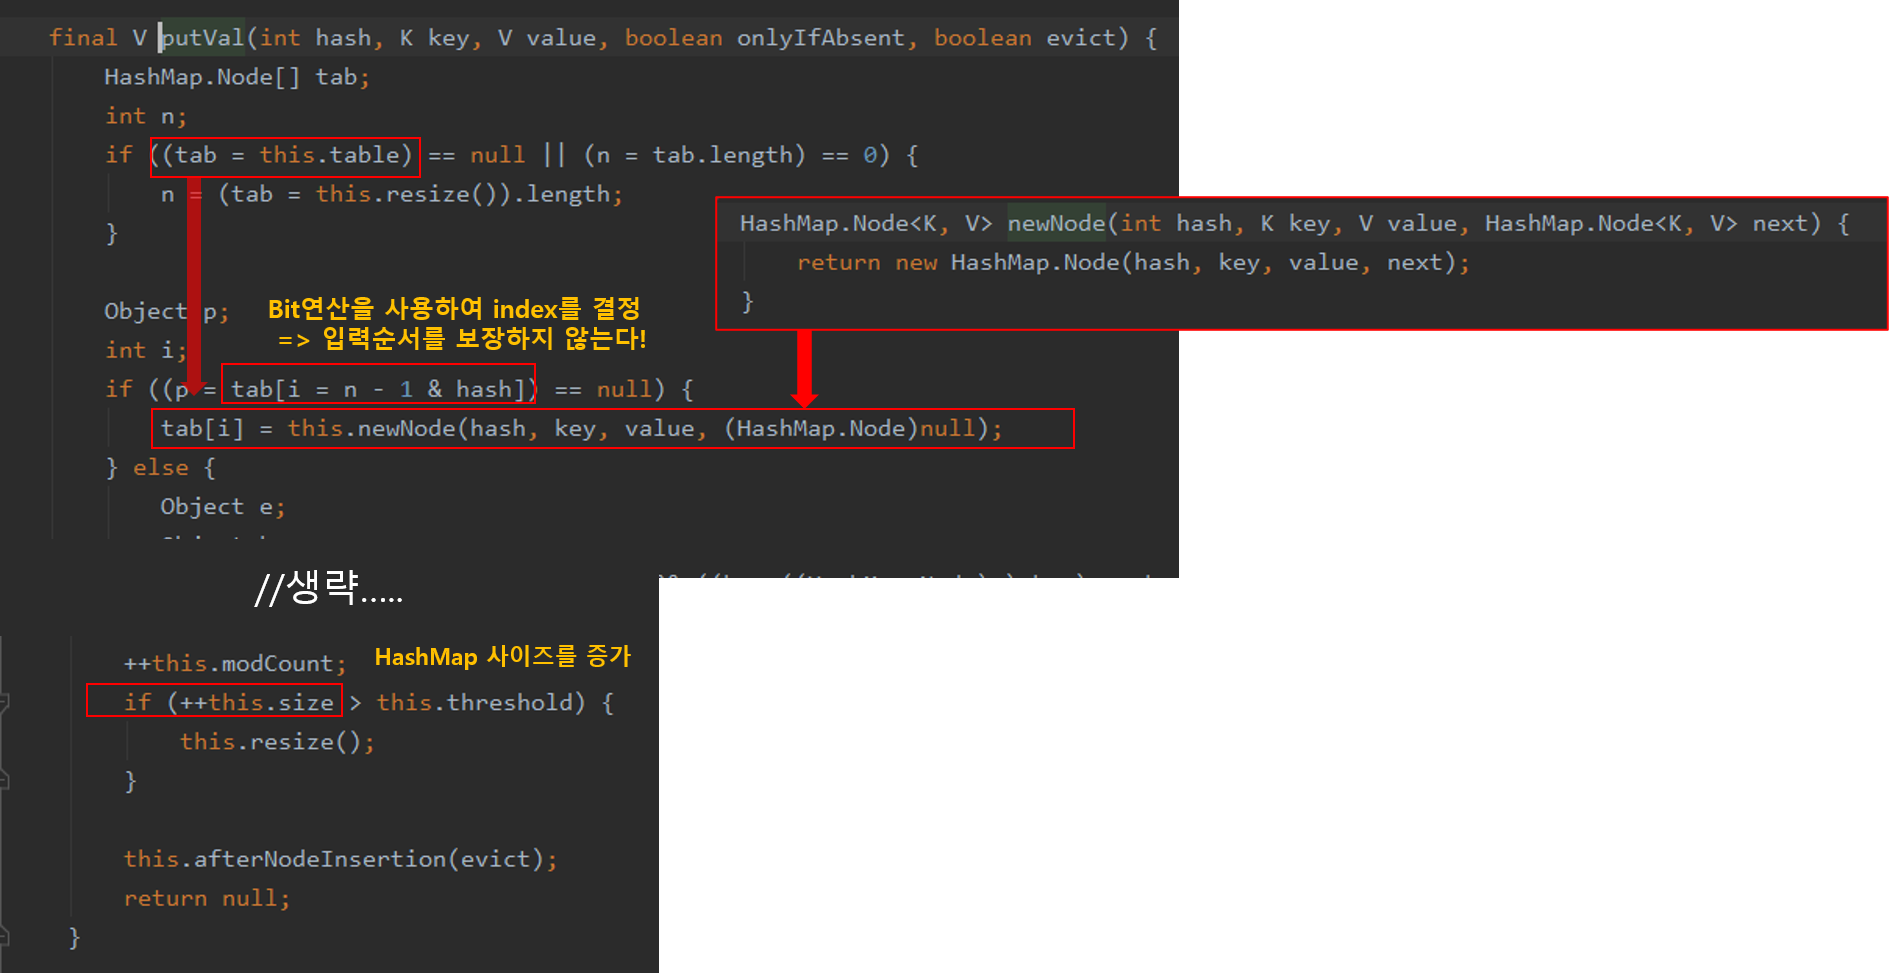 final V putVal(int hash, K key, V value, boolean onlyIfAbsent, boolean evict) {
HashMap.Node[] tab;
int n;
if ((tab = this.table) == null || (n = tab.length) == 0) {
n = (tab = this.resize()).length;
}
Object p;
int i;
Bit연산을 사용하여 index를 결정
=> 입력순서를 보장하지 않는다!
if ((p = tab[i = n - 1 & hash]) == null) {
tab[i] = this.newNode(hash, key, value, (HashMap.Node)null);
} else {
Object e;
HashMap.Node<K, V> newNode(int hash, K key, V value, HashMap.Node<K, V> next) {
return new HashMap.Node(hash, key, value, next);
}
//생략.....
++this.modCount;
HashMap 사이즈를 증가
if (++this.size > this.threshold) {
this.resize();
}
this.afterNodeInsertion(evict);
return null;
}